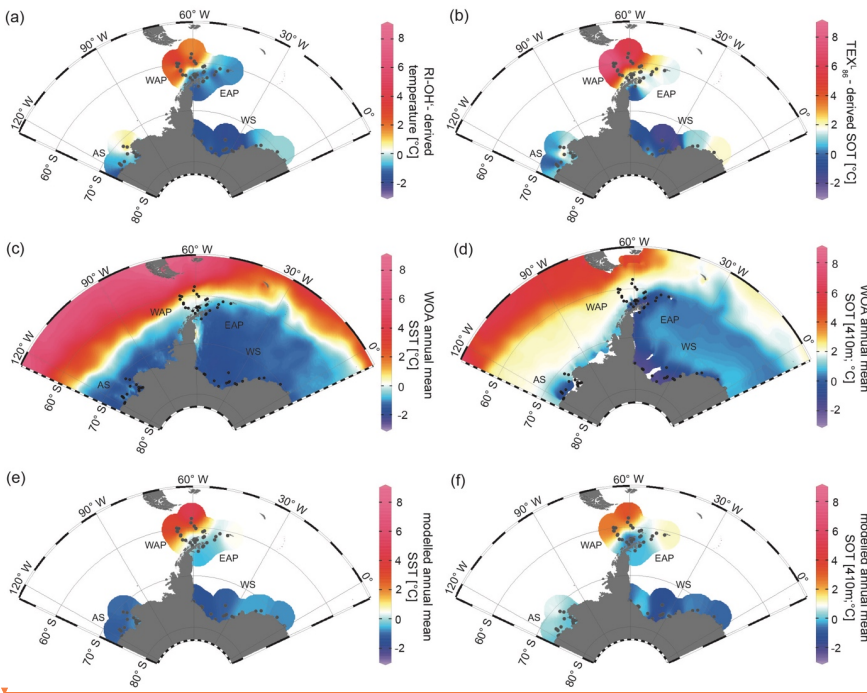 (a)
60° W
90° W
30° W
120° W
0°
WAP
EAP
WS
AS
60° S
70° S
80° S
8
6
4
2
0
-2
RI-OH'- derived
temperature [°C]
(b)
60° W
90° W
30° W
120° W
0°
WAP
EAP
WS
AS
60° S
70° S
80° S
8
6
4
2
0
-2
TEXᴸ₈₆ - derived SOT [°C]
(c)
60° W
90° W
30° W
120° W
0°
WAP
EAP
WS
AS
60° S
70° S
80° S
8
6
4
2
0
-2
WOA annual mean
SST [°C]
(d)
60° W
90° W
30° W
120° W
0°
WAP
EAP
WS
AS
60° S
70° S
80° S
8
6
4
2
0
-2
WOA annual mean
SOT [410m; °C]
(e)
60° W
90° W
30° W
120° W
0°
WAP
EAP
WS
AS
60° S
70° S
80° S
8
6
4
2
0
-2
modelled annual mean
SST [°C]
(f)
60° W
90° W
30° W
120° W
0°
WAP
EAP
WS
AS
60° S
70° S
80° S
8
6
4
2
0
-2
modelled annual mean
SOT [410m; °C]